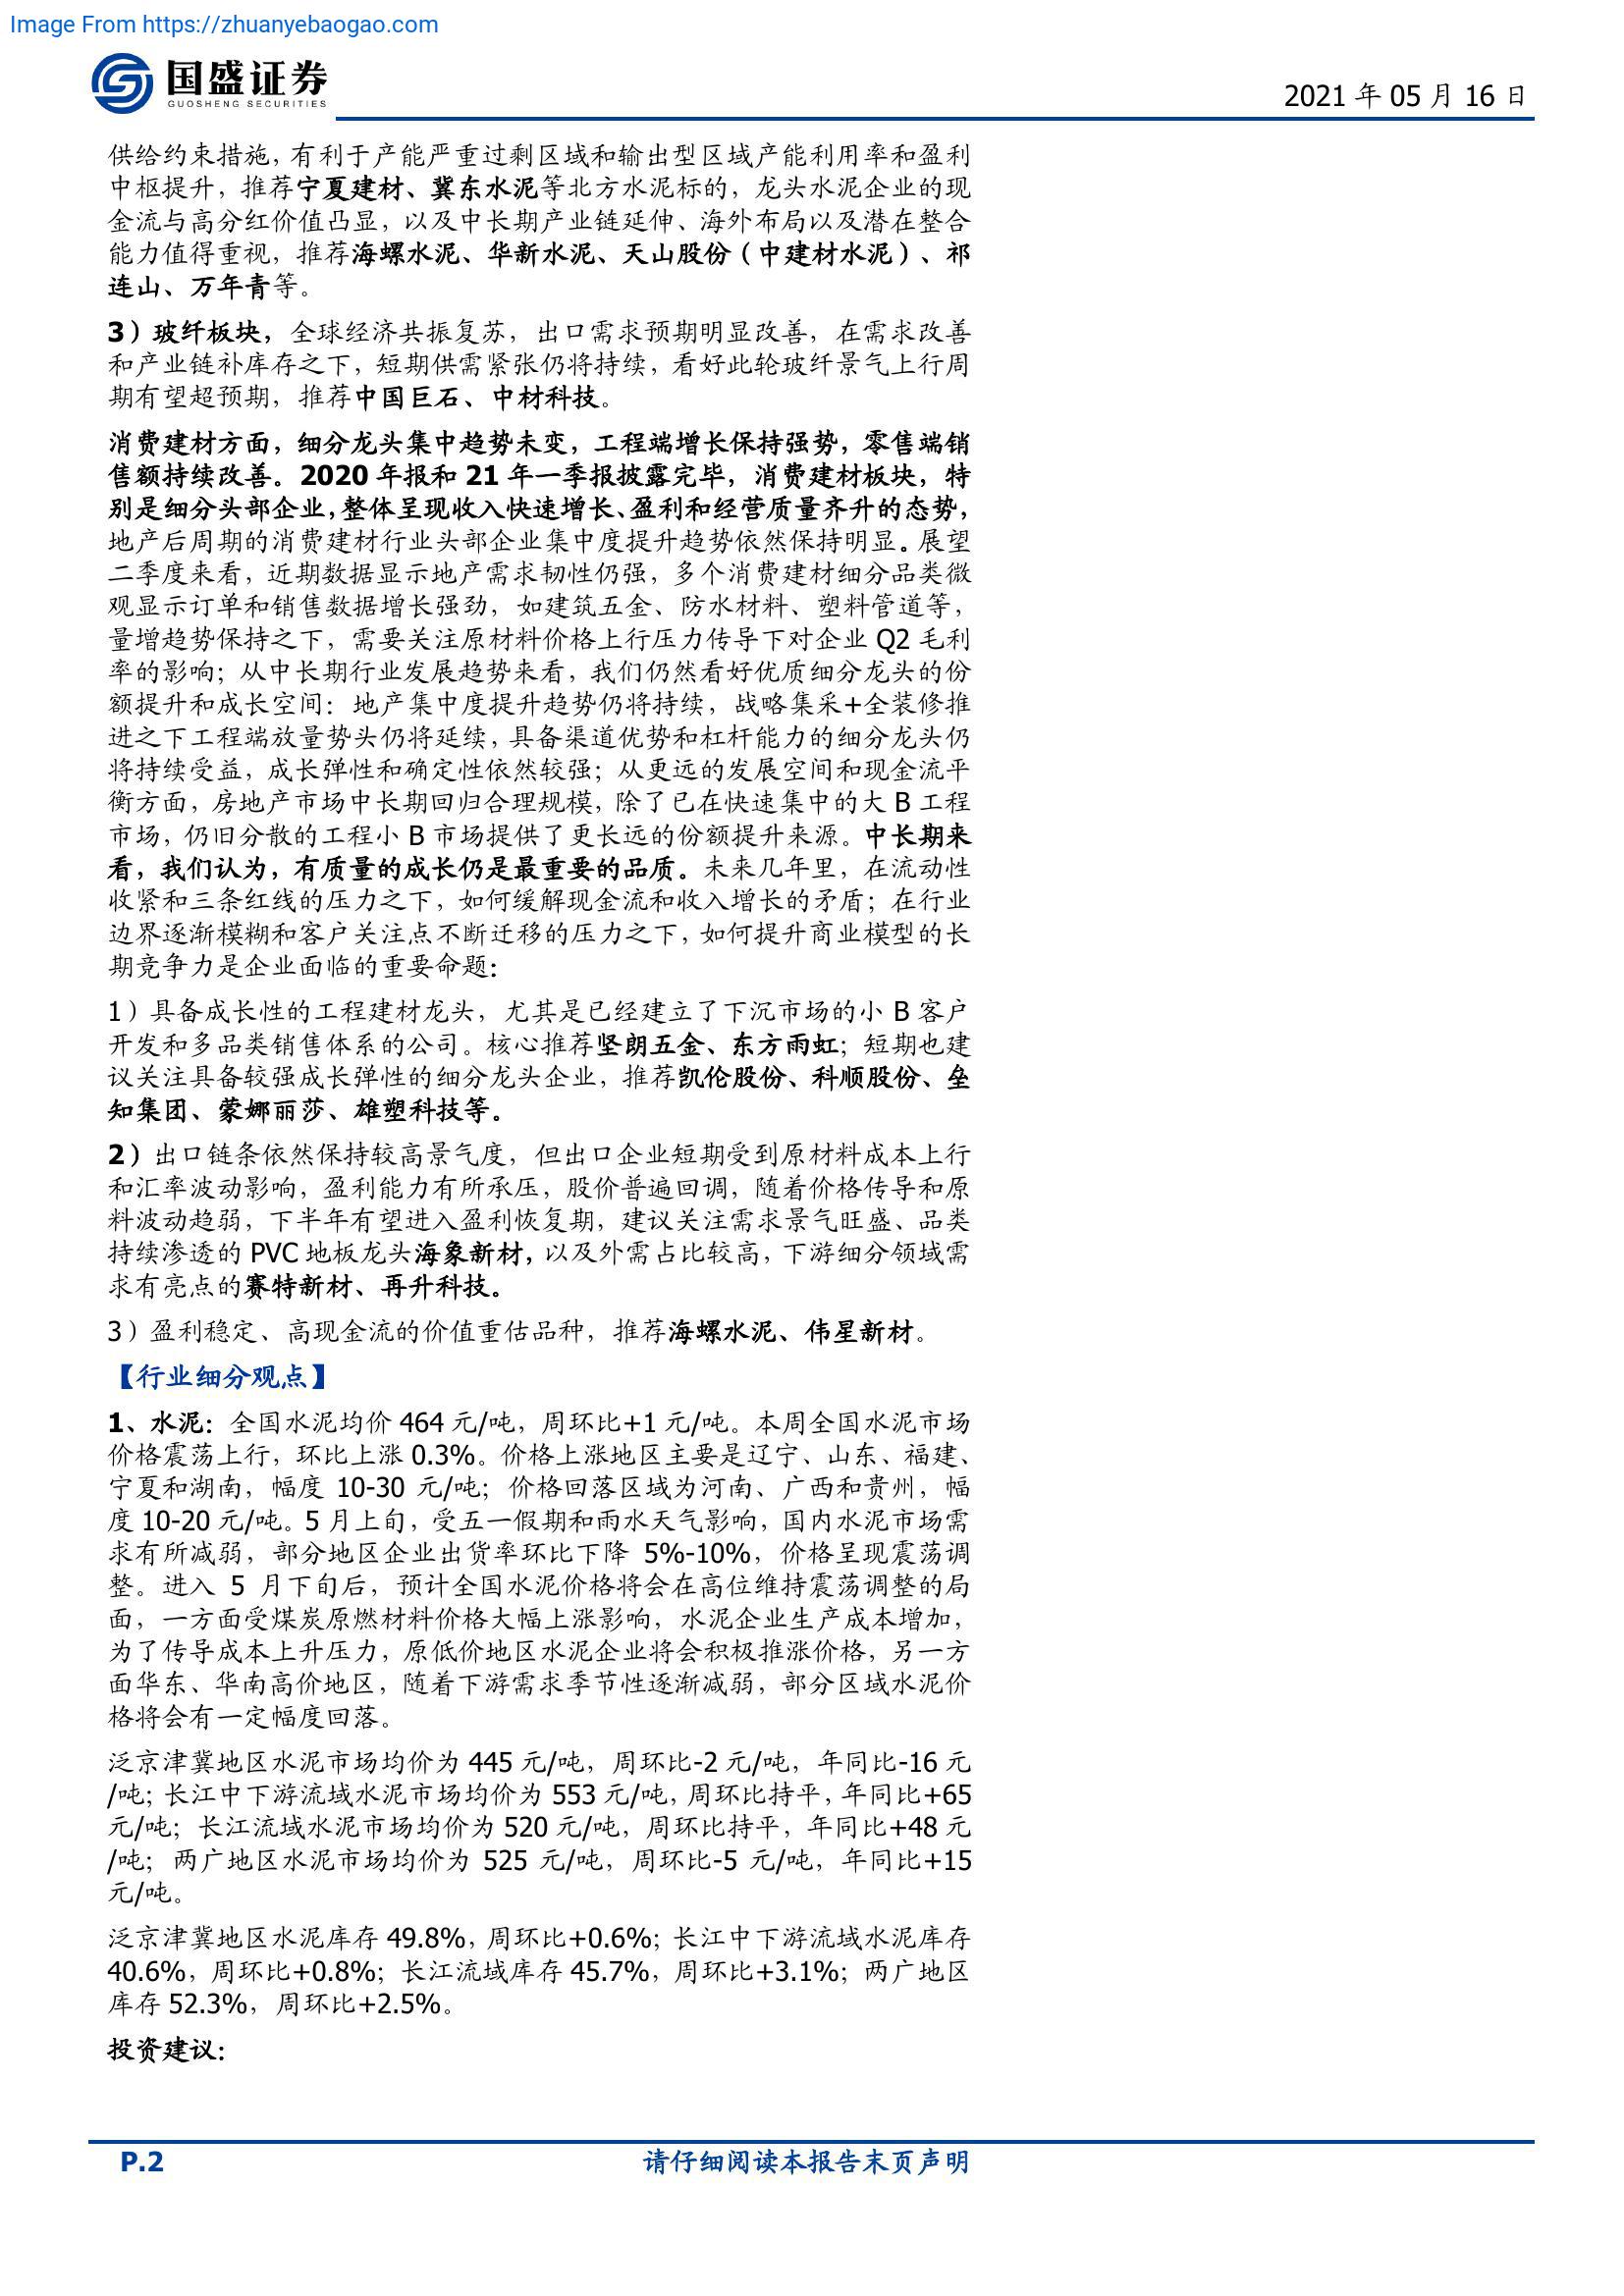 Image From https://zhuanyebaogao.com
国盛证券
GUOSHENG SECURITIES
2021 年 05 月 16 日
供给约束措施，有利于产能严重过剩区域和输出型区域产能利用率和盈利
中枢提升，推荐宁夏建材、冀东水泥等北方水泥标的，龙头水泥企业的现
金流与高分红价值凸显，以及中长期产业链延伸、海外布局以及潜在整合
能力值得重视，推荐海螺水泥、华新水泥、天山股份（中建材水泥）、祁
连山、万年青等。
3）玻纤板块，全球经济共振复苏，出口需求预期明显改善，在需求改善
和产业链补库存之下，短期供需紧张仍将持续，看好此轮玻纤景气上行周
期有望超预期，推荐中国巨石、中材科技。
消费建材方面，细分龙头集中趋势未变，工程端增长保持强势，零售端销
售额持续改善。2020 年报和 21 年一季报披露完毕，消费建材板块，特
别是细分头部企业，整体呈现收入快速增长、盈利和经营质量齐升的态势，
地产后周期的消费建材行业头部企业集中度提升趋势依然保持明显。展望
二季度来看，近期数据显示地产需求韧性仍强，多个消费建材细分品类微
观显示订单和销售数据增长强劲，如建筑五金、防水材料、塑料管道等，
量增趋势保持之下，需要关注原材料价格上行压力传导下对企业 Q2 毛利
率的影响；从中长期行业发展趋势来看，我们仍然看好优质细分龙头的份
额提升和成长空间：地产集中度提升趋势仍将持续，战略集采+全装修推
进之下工程端放量势头仍将延续，具备渠道优势和杠杆能力的细分龙头仍
将持续受益，成长弹性和确定性依然较强；从更远的发展空间和现金流平
衡方面，房地产市场中长期回归合理规模，除了已在快速集中的大 B 工程
市场，仍旧分散的工程小 B 市场提供了更长远的份额提升来源。中长期来
看，我们认为，有质量的成长仍是最重要的品质。未来几年里，在流动性
收紧和三条红线的压力之下，如何缓解现金流和收入增长的矛盾；在行业
边界逐渐模糊和客户关注点不断迁移的压力之下，如何提升商业模型的长
期竞争力是企业面临的重要命题：
1）具备成长性的工程建材龙头，尤其是已经建立了下沉市场的小 B 客户
开发和多品类销售体系的公司。核心推荐坚朗五金、东方雨虹；短期也建
议关注具备较强成长弹性的细分龙头企业，推荐凯伦股份、科顺股份、垒
知集团、蒙娜丽莎、雄塑科技等。
2）出口链条依然保持较高景气度，但出口企业短期受到原材料成本上行
和汇率波动影响，盈利能力有所承压，股价普遍回调，随着价格传导和原
料波动趋弱，下半年有望进入盈利恢复期，建议关注需求景气旺盛、品类
持续渗透的 PVC 地板龙头海象新材，以及外需占比较高，下游细分领域需
求有亮点的赛特新材、再升科技。
3）盈利稳定、高现金流的价值重估品种，推荐海螺水泥、伟星新材。
【行业细分观点】
1、水泥：全国水泥均价 464 元/吨，周环比+1 元/吨。本周全国水泥市场
价格震荡上行，环比上涨 0.3%。价格上涨地区主要是辽宁、山东、福建、
宁夏和湖南，幅度 10-30 元/吨；价格回落区域为河南、广西和贵州，幅
度 10-20 元/吨。5 月上旬，受五一假期和雨水天气影响，国内水泥市场需
求有所减弱，部分地区企业出货率环比下降 5%-10%，价格呈现震荡调
整。进入 5 月下旬后，预计全国水泥价格将会在高位维持震荡调整的局
面，一方面受煤炭原燃材料价格大幅上涨影响，水泥企业生产成本增加，
为了传导成本上升压力，原低价地区水泥企业将会积极推涨价格，另一方
面华东、华南高价地区，随着下游需求季节性逐渐减弱，部分区域水泥价
格将会有一定幅度回落。
泛京津冀地区水泥市场均价为 445 元/吨，周环比-2 元/吨，年同比-16 元
/吨；长江中下游流域水泥市场均价为 553 元/吨，周环比持平，年同比+65
元/吨；长江流域水泥市场均价为 520 元/吨，周环比持平，年同比+48 元
/吨；两广地区水泥市场均价为 525 元/吨，周环比-5 元/吨，年同比+15
元/吨。
泛京津冀地区水泥库存 49.8%，周环比+0.6%；长江中下游流域水泥库存
40.6%，周环比+0.8%；长江流域库存 45.7%，周环比+3.1%；两广地区
库存 52.3%，周环比+2.5%。
投资建议：
P.2
请仔细阅读本报告末页声明